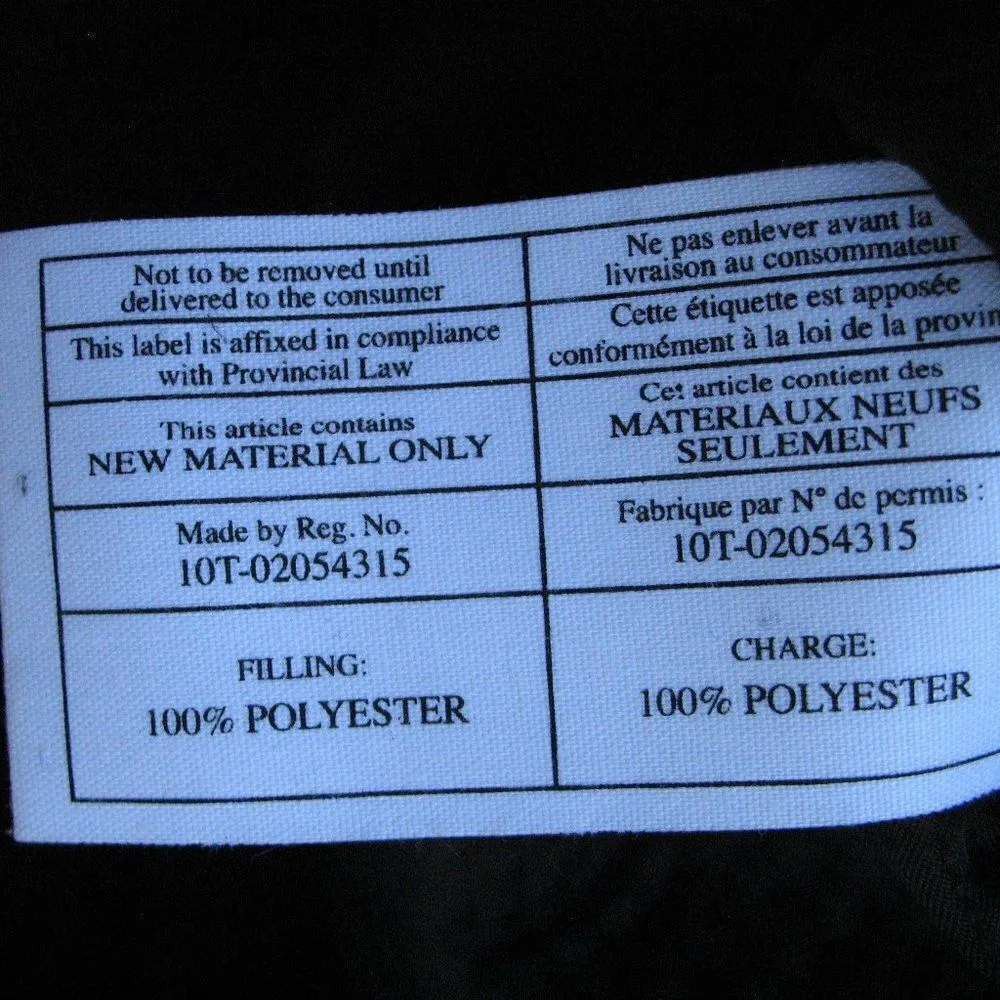 Not to be removed until
delivered to the consumer
This label is affixed in compliance
with Provincial Law
This article contains
NEW MATERIAL ONLY
Made by Reg. No.
10T-02054315
FILLING:
100% POLYESTER
Ne pas enlever avant la
livraison au consommateur
Cette étiquette est apposée
conformément à la loi de la provin
Cet article contient des
MATERIAUX NEUFS
SEULEMENT
Fabrique par N° de permis :
10T-02054315
CHARGE:
100% POLYESTER